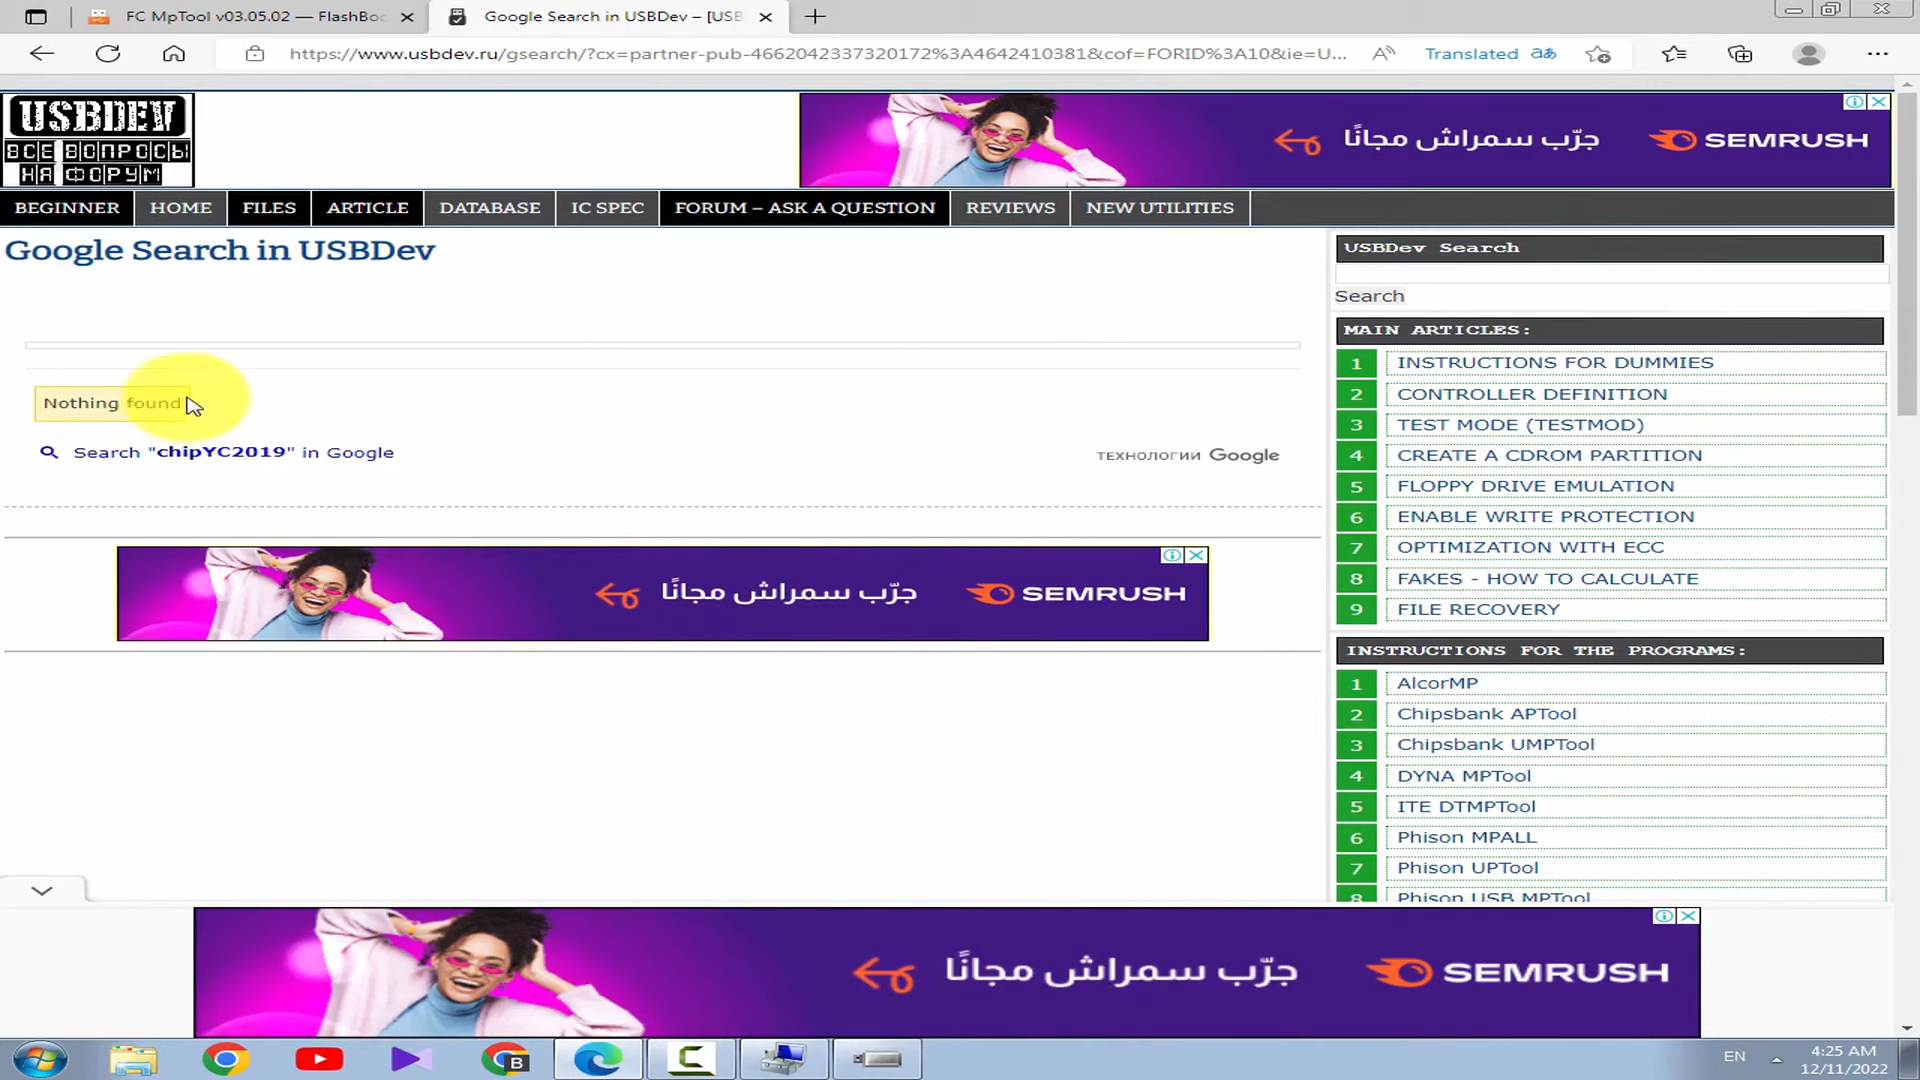 FC MpTool v03.05.02 — FlashBoo
Google Search in USBDev – [USB
https://www.usbdev.ru/gsearch/?cx=partner-pub-4662042337320172%3A4642410381&cof=FORID%3A10&ie=U...
Translated
USBDEV
ВСЕ ВОПРОСЫ
НА ФОРУМ
جرّب سمراش مجانًا
SEMRUSH
BEGINNER
HOME
FILES
ARTICLE
DATABASE
IC SPEC
FORUM – ASK A QUESTION
REVIEWS
NEW UTILITIES
Google Search in USBDev
Nothing found
Search "chipYC2019" in Google
технологии Google
جرّب سمراش مجانًا
SEMRUSH
USBDev Search
Search
MAIN ARTICLES:
1 INSTRUCTIONS FOR DUMMIES
2 CONTROLLER DEFINITION
3 TEST MODE (TESTMOD)
4 CREATE A CDROM PARTITION
5 FLOPPY DRIVE EMULATION
6 ENABLE WRITE PROTECTION
7 OPTIMIZATION WITH ECC
8 FAKES - HOW TO CALCULATE
9 FILE RECOVERY
INSTRUCTIONS FOR THE PROGRAMS:
1 AlcorMP
2 Chipsbank APTool
3 Chipsbank UMPTool
4 DYNA MPTool
5 ITE DTMPTool
6 Phison MPALL
7 Phison UPTool
8 Phison USB MPTool
جرّب سمراش مجانًا
SEMRUSH
B
EN
4:25 AM
12/11/2022